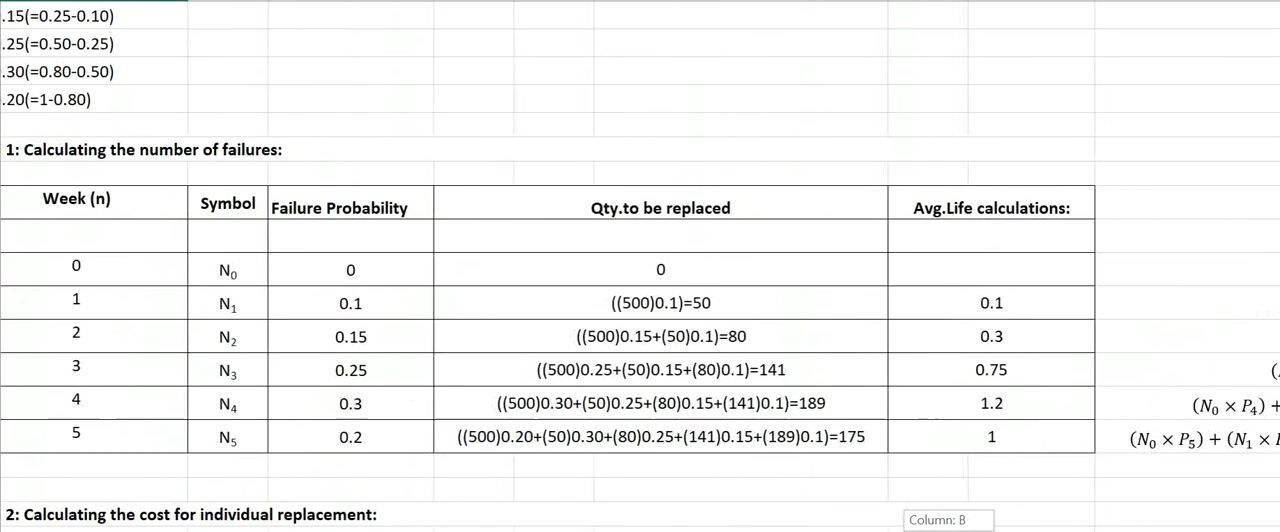 .15(=0.25-0.10)
.25(=0.50-0.25)
.30(=0.80-0.50)
.20(=1-0.80)
1: Calculating the number of failures:
Week (n) Symbol Failure Probability Qty.to be replaced Avg.Life calculations:
0 N₀ 0 0
1 N₁ 0.1 ((500)0.1)=50 0.1
2 N₂ 0.15 ((500)0.15+(50)0.1)=80 0.3
3 N₃ 0.25 ((500)0.25+(50)0.15+(80)0.1)=141 0.75
4 N₄ 0.3 ((500)0.30+(50)0.25+(80)0.15+(141)0.1)=189 1.2 (N₀ × P₄) +
5 N₅ 0.2 ((500)0.20+(50)0.30+(80)0.25+(141)0.15+(189)0.1)=175 1 (N₀ × P₅) + (N₁ ×
2: Calculating the cost for individual replacement:
Column: B